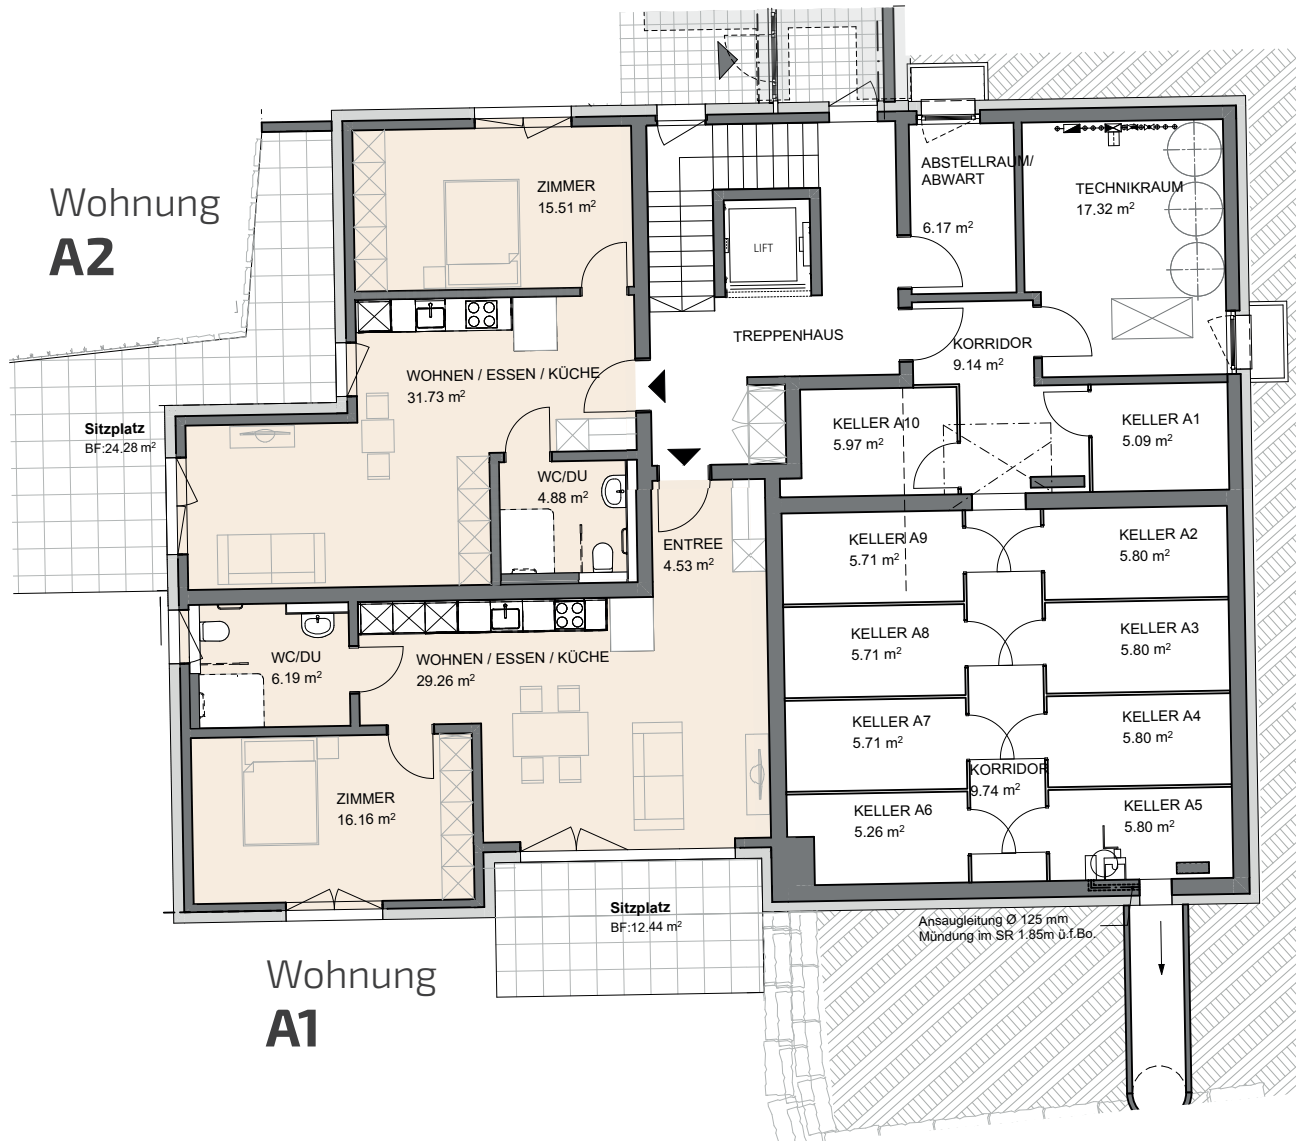 Wohnung
A2
ZIMMER
15.51 m²
ABSTELLRAUM/
ABWART
6.17 m²
TECHNIKRAUM
17.32 m²
LIFT
TREPPENHAUS
KORRIDOR
9.14 m²
WOHNEN / ESSEN / KÜCHE
31.73 m²
Sitzplatz
BF:24.28 m²
KELLER A10
5.97 m²
KELLER A1
5.09 m²
WC/DU
4.88 m²
ENTREE
4.53 m²
KELLER A9
5.71 m²
KELLER A2
5.80 m²
KELLER A8
5.71 m²
KELLER A3
5.80 m²
WC/DU
6.19 m²
WOHNEN / ESSEN / KÜCHE
29.26 m²
KELLER A7
5.71 m²
KELLER A4
5.80 m²
KORRIDOR
9.74 m²
ZIMMER
16.16 m²
KELLER A6
5.26 m²
KELLER A5
5.80 m²
Sitzplatz
BF:12.44 m²
Ansaugleitung Ø 125 mm
Mündung im SR 1.85m ü.f.Bo.
Wohnung
A1